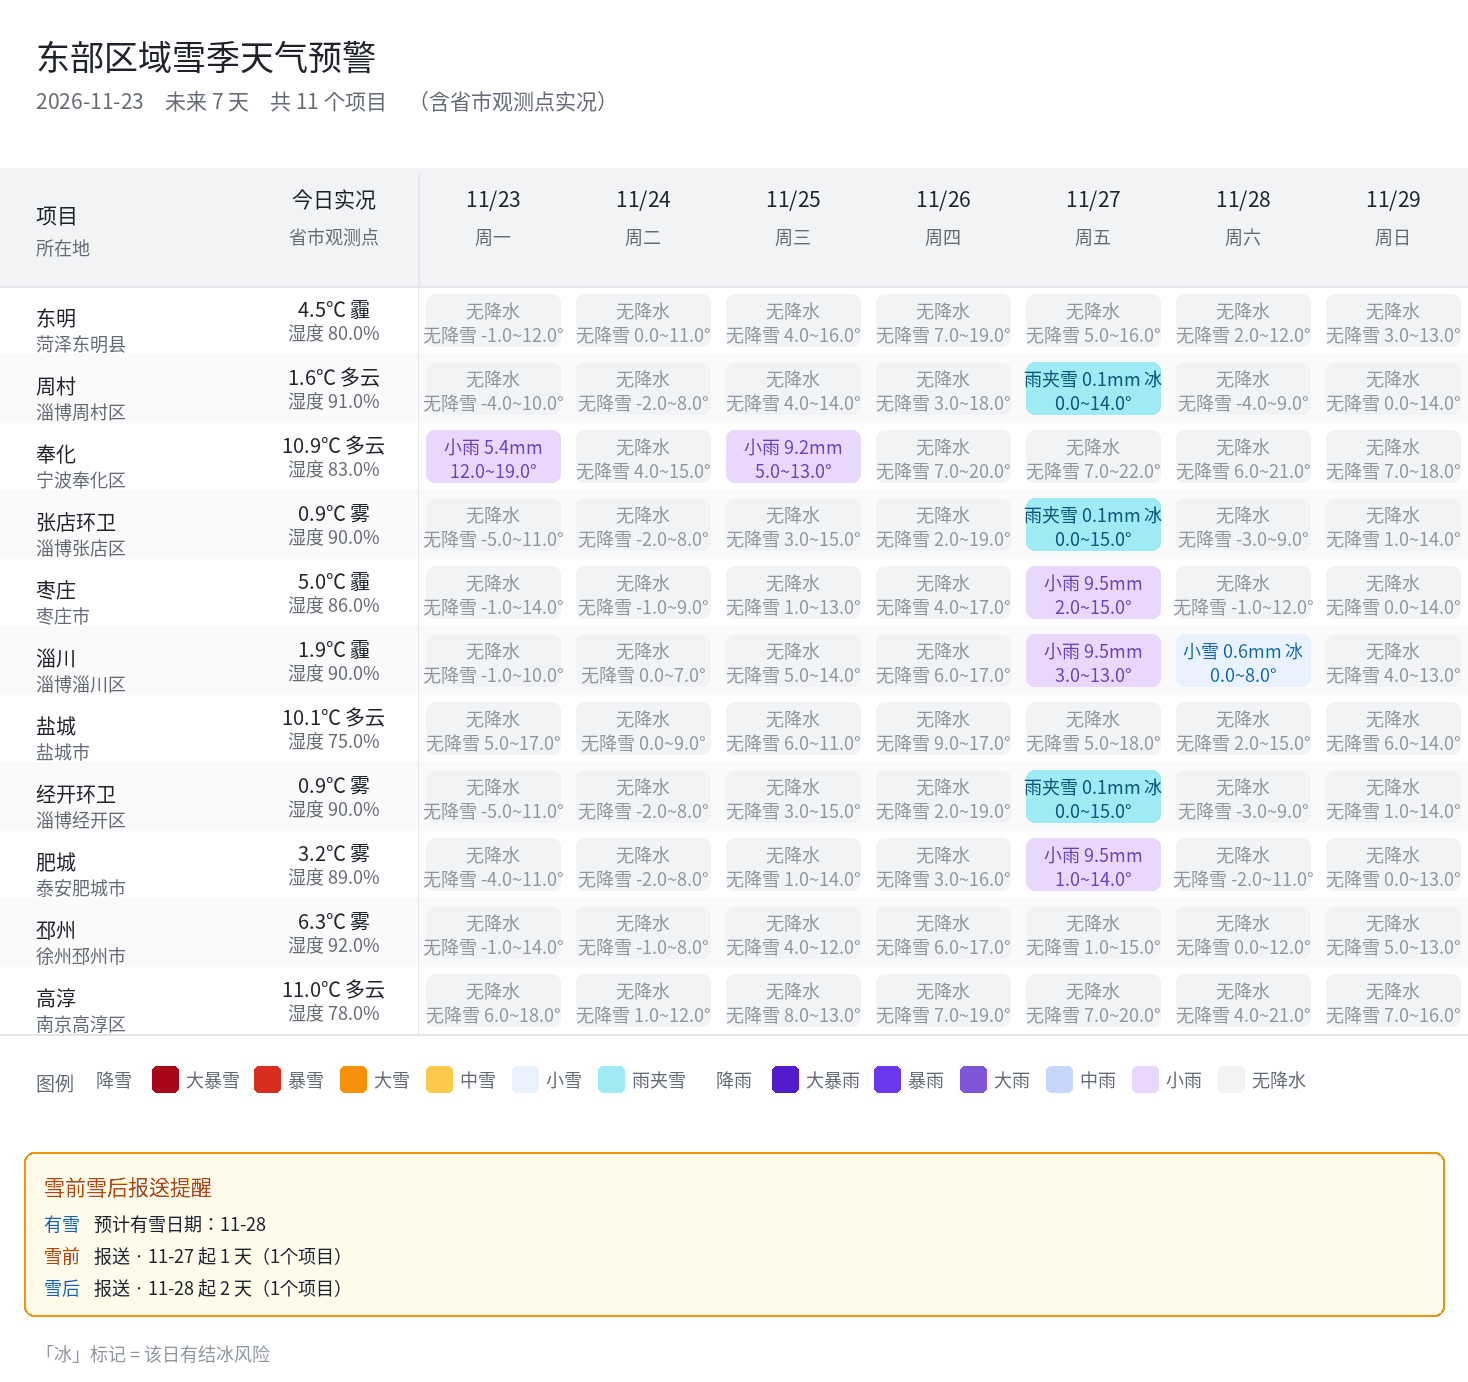 东部区域雪季天气预警
2026-11-23 未来 7 天 共 11 个项目 （含省市观测点实况）
项目 今日实况 11/23 11/24 11/25 11/26 11/27 11/28 11/29
所在地 省市观测点 周一 周二 周三 周四 周五 周六 周日
东明 4.5°C 霾 无降水 无降水 无降水 无降水 无降水 无降水 无降水
菏泽东明县 湿度 80.0% 无降雪 -1.0~12.0° 无降雪 0.0~11.0° 无降雪 4.0~16.0° 无降雪 7.0~19.0° 无降雪 5.0~16.0° 无降雪 2.0~12.0° 无降雪 3.0~13.0°
周村 1.6°C 多云 无降水 无降水 无降水 无降水 雨夹雪 0.1mm 冰 无降水 无降水
淄博周村区 湿度 91.0% 无降雪 -4.0~10.0° 无降雪 -2.0~8.0° 无降雪 4.0~14.0° 无降雪 3.0~18.0° 0.0~14.0° 无降雪 -4.0~9.0° 无降雪 0.0~14.0°
奉化 10.9°C 多云 小雨 5.4mm 无降水 小雨 9.2mm 无降水 无降水 无降水 无降水
宁波奉化区 湿度 83.0% 12.0~19.0° 无降雪 4.0~15.0° 5.0~13.0° 无降雪 7.0~20.0° 无降雪 7.0~22.0° 无降雪 6.0~21.0° 无降雪 7.0~18.0°
张店环卫 0.9°C 雾 无降水 无降水 无降水 无降水 雨夹雪 0.1mm 冰 无降水 无降水
淄博张店区 湿度 90.0% 无降雪 -5.0~11.0° 无降雪 -2.0~8.0° 无降雪 3.0~15.0° 无降雪 2.0~19.0° 0.0~15.0° 无降雪 -3.0~9.0° 无降雪 1.0~14.0°
枣庄 5.0°C 霾 无降水 无降水 无降水 无降水 小雨 9.5mm 无降水 无降水
枣庄市 湿度 86.0% 无降雪 -1.0~14.0° 无降雪 -1.0~9.0° 无降雪 1.0~13.0° 无降雪 4.0~17.0° 2.0~15.0° 无降雪 -1.0~12.0° 无降雪 0.0~14.0°
淄川 1.9°C 霾 无降水 无降水 无降水 无降水 小雨 9.5mm 小雪 0.6mm 冰 无降水
淄博淄川区 湿度 90.0% 无降雪 -1.0~10.0° 无降雪 0.0~7.0° 无降雪 5.0~14.0° 无降雪 6.0~17.0° 3.0~13.0° 0.0~8.0° 无降雪 4.0~13.0°
盐城 10.1°C 多云 无降水 无降水 无降水 无降水 无降水 无降水 无降水
盐城市 湿度 75.0% 无降雪 5.0~17.0° 无降雪 0.0~9.0° 无降雪 6.0~11.0° 无降雪 9.0~17.0° 无降雪 5.0~18.0° 无降雪 2.0~15.0° 无降雪 6.0~14.0°
经开环卫 0.9°C 雾 无降水 无降水 无降水 无降水 雨夹雪 0.1mm 冰 无降水 无降水
淄博经开区 湿度 90.0% 无降雪 -5.0~11.0° 无降雪 -2.0~8.0° 无降雪 3.0~15.0° 无降雪 2.0~19.0° 0.0~15.0° 无降雪 -3.0~9.0° 无降雪 1.0~14.0°
肥城 3.2°C 雾 无降水 无降水 无降水 无降水 小雨 9.5mm 无降水 无降水
泰安肥城市 湿度 89.0% 无降雪 -4.0~11.0° 无降雪 -2.0~8.0° 无降雪 1.0~14.0° 无降雪 3.0~16.0° 1.0~14.0° 无降雪 -2.0~11.0° 无降雪 0.0~13.0°
邳州 6.3°C 雾 无降水 无降水 无降水 无降水 无降水 无降水 无降水
徐州邳州市 湿度 92.0% 无降雪 -1.0~14.0° 无降雪 -1.0~8.0° 无降雪 4.0~12.0° 无降雪 6.0~17.0° 无降雪 1.0~15.0° 无降雪 0.0~12.0° 无降雪 5.0~13.0°
高淳 11.0°C 多云 无降水 无降水 无降水 无降水 无降水 无降水 无降水
南京高淳区 湿度 78.0% 无降雪 6.0~18.0° 无降雪 1.0~12.0° 无降雪 8.0~13.0° 无降雪 7.0~19.0° 无降雪 7.0~20.0° 无降雪 4.0~21.0° 无降雪 7.0~16.0°
图例 降雪 大暴雪 暴雪 大雪 中雪 小雪 雨夹雪 降雨 大暴雨 暴雨 大雨 中雨 小雨 无降水
雪前雪后报送提醒
有雪 预计有雪日期：11-28
雪前 报送 · 11-27 起 1 天（1个项目）
雪后 报送 · 11-28 起 2 天（1个项目）
「冰」标记 = 该日有结冰风险